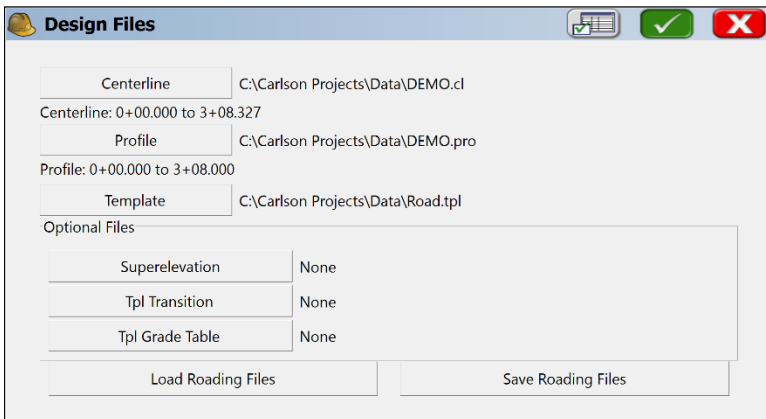 Design Files
Centerline C:\Carlson Projects\Data\DEMO.cl
Centerline: 0+00.000 to 3+08.327
Profile C:\Carlson Projects\Data\DEMO.pro
Profile: 0+00.000 to 3+08.000
Template C:\Carlson Projects\Data\Road.tpl
Optional Files
Superelevation None
Tpl Transition None
Tpl Grade Table None
Load Roading Files Save Roading Files